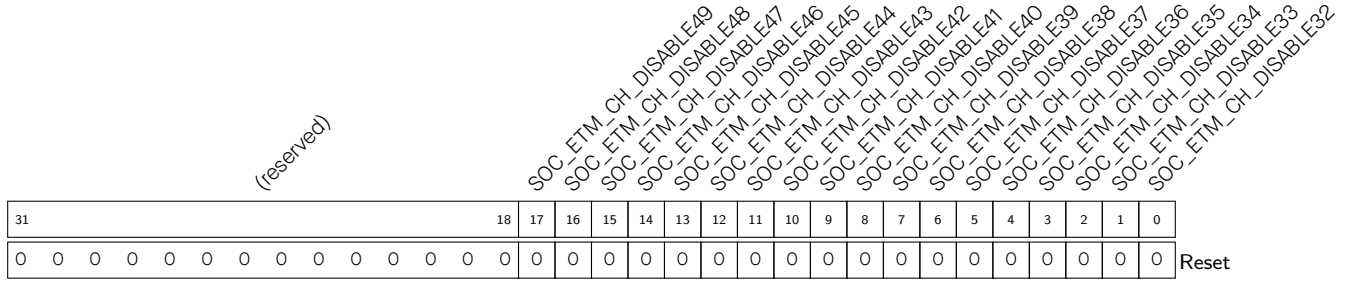 (reserved)
SOC_ETM_CH_DISABLE49
SOC_ETM_CH_DISABLE48
SOC_ETM_CH_DISABLE47
SOC_ETM_CH_DISABLE46
SOC_ETM_CH_DISABLE45
SOC_ETM_CH_DISABLE44
SOC_ETM_CH_DISABLE43
SOC_ETM_CH_DISABLE42
SOC_ETM_CH_DISABLE41
SOC_ETM_CH_DISABLE40
SOC_ETM_CH_DISABLE39
SOC_ETM_CH_DISABLE38
SOC_ETM_CH_DISABLE37
SOC_ETM_CH_DISABLE36
SOC_ETM_CH_DISABLE35
SOC_ETM_CH_DISABLE34
SOC_ETM_CH_DISABLE33
SOC_ETM_CH_DISABLE32
31 18 17 16 15 14 13 12 11 10 9 8 7 6 5 4 3 2 1 0
0 0 0 0 0 0 0 0 0 0 0 0 0 0 0 0 0 0 0 0 0 0 0 0 0 0 0 0 0 0 0 0 Reset